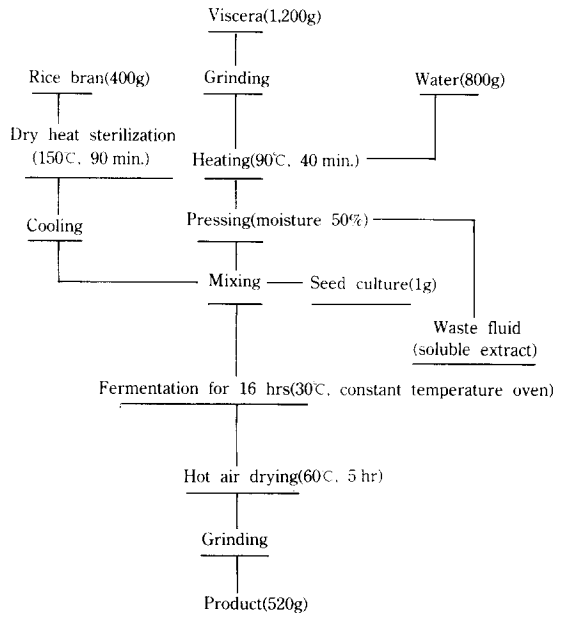 Viscera(1,200g)
Rice bran(400g)
Grinding
Water(800g)
Dry heat sterilization
(150℃, 90 min.)
Heating(90℃, 40 min.)
Cooling
Pressing(moisture 50%)
Mixing
Seed culture(1g)
Waste fluid
(soluble extract)
Fermentation for 16 hrs(30℃, constant temperature oven)
Hot air drying(60℃, 5 hr)
Grinding
Product(520g)